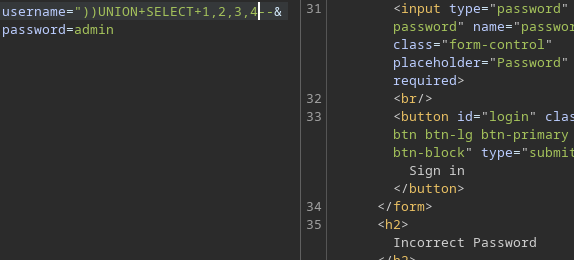 username="))UNION+SELECT+1,2,3,4--&
password=admin
31 <input type="password"
password" name="passwor
class="form-control"
placeholder="Password"
required>
32 <br/>
33 <button id="login" clas
btn btn-lg btn-primary
btn-block" type="submit
Sign in
</button>
34 </form>
35 <h2>
Incorrect Password
</h2>